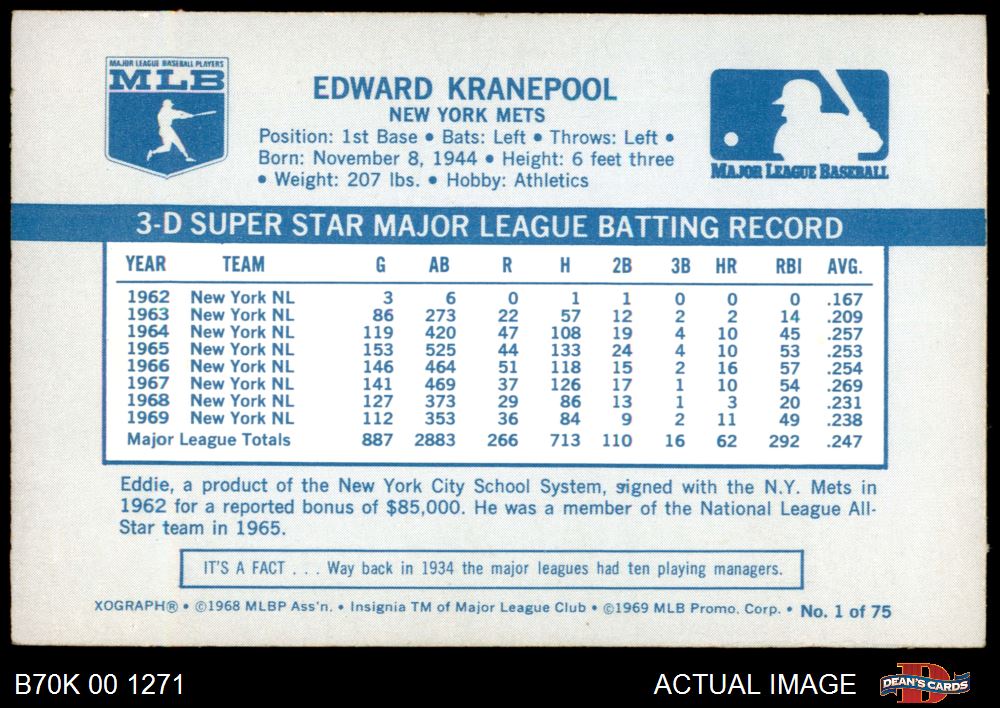 MAJOR LEAGUE BASEBALL PLAYERS
MLB
EDWARD KRANEPOOL
NEW YORK METS
Position: 1st Base • Bats: Left • Throws: Left •
Born: November 8, 1944 • Height: 6 feet three
• Weight: 207 lbs. • Hobby: Athletics
MAJOR LEAGUE BASEBALL
3-D SUPER STAR MAJOR LEAGUE BATTING RECORD
YEAR TEAM G AB R H 2B 3B HR RBI AVG.
1962 New York NL 3 6 0 1 1 0 0 0 .167
1963 New York NL 86 273 22 57 12 2 2 14 .209
1964 New York NL 119 420 47 108 19 4 10 45 .257
1965 New York NL 153 525 44 133 24 4 10 53 .253
1966 New York NL 146 464 51 118 15 2 16 57 .254
1967 New York NL 141 469 37 126 17 1 10 54 .269
1968 New York NL 127 373 29 86 13 1 3 20 .231
1969 New York NL 112 353 36 84 9 2 11 49 .238
Major League Totals 887 2883 266 713 110 16 62 292 .247
Eddie, a product of the New York City School System, signed with the N.Y. Mets in
1962 for a reported bonus of $85,000. He was a member of the National League All-
Star team in 1965.
IT'S A FACT . . . Way back in 1934 the major leagues had ten playing managers.
XOGRAPH® • ©1968 MLBP Ass'n. • Insignia TM of Major League Club • ©1969 MLB Promo. Corp. • No. 1 of 75
B70K 00 1271
ACTUAL IMAGE
D
DEAN'S CARDS